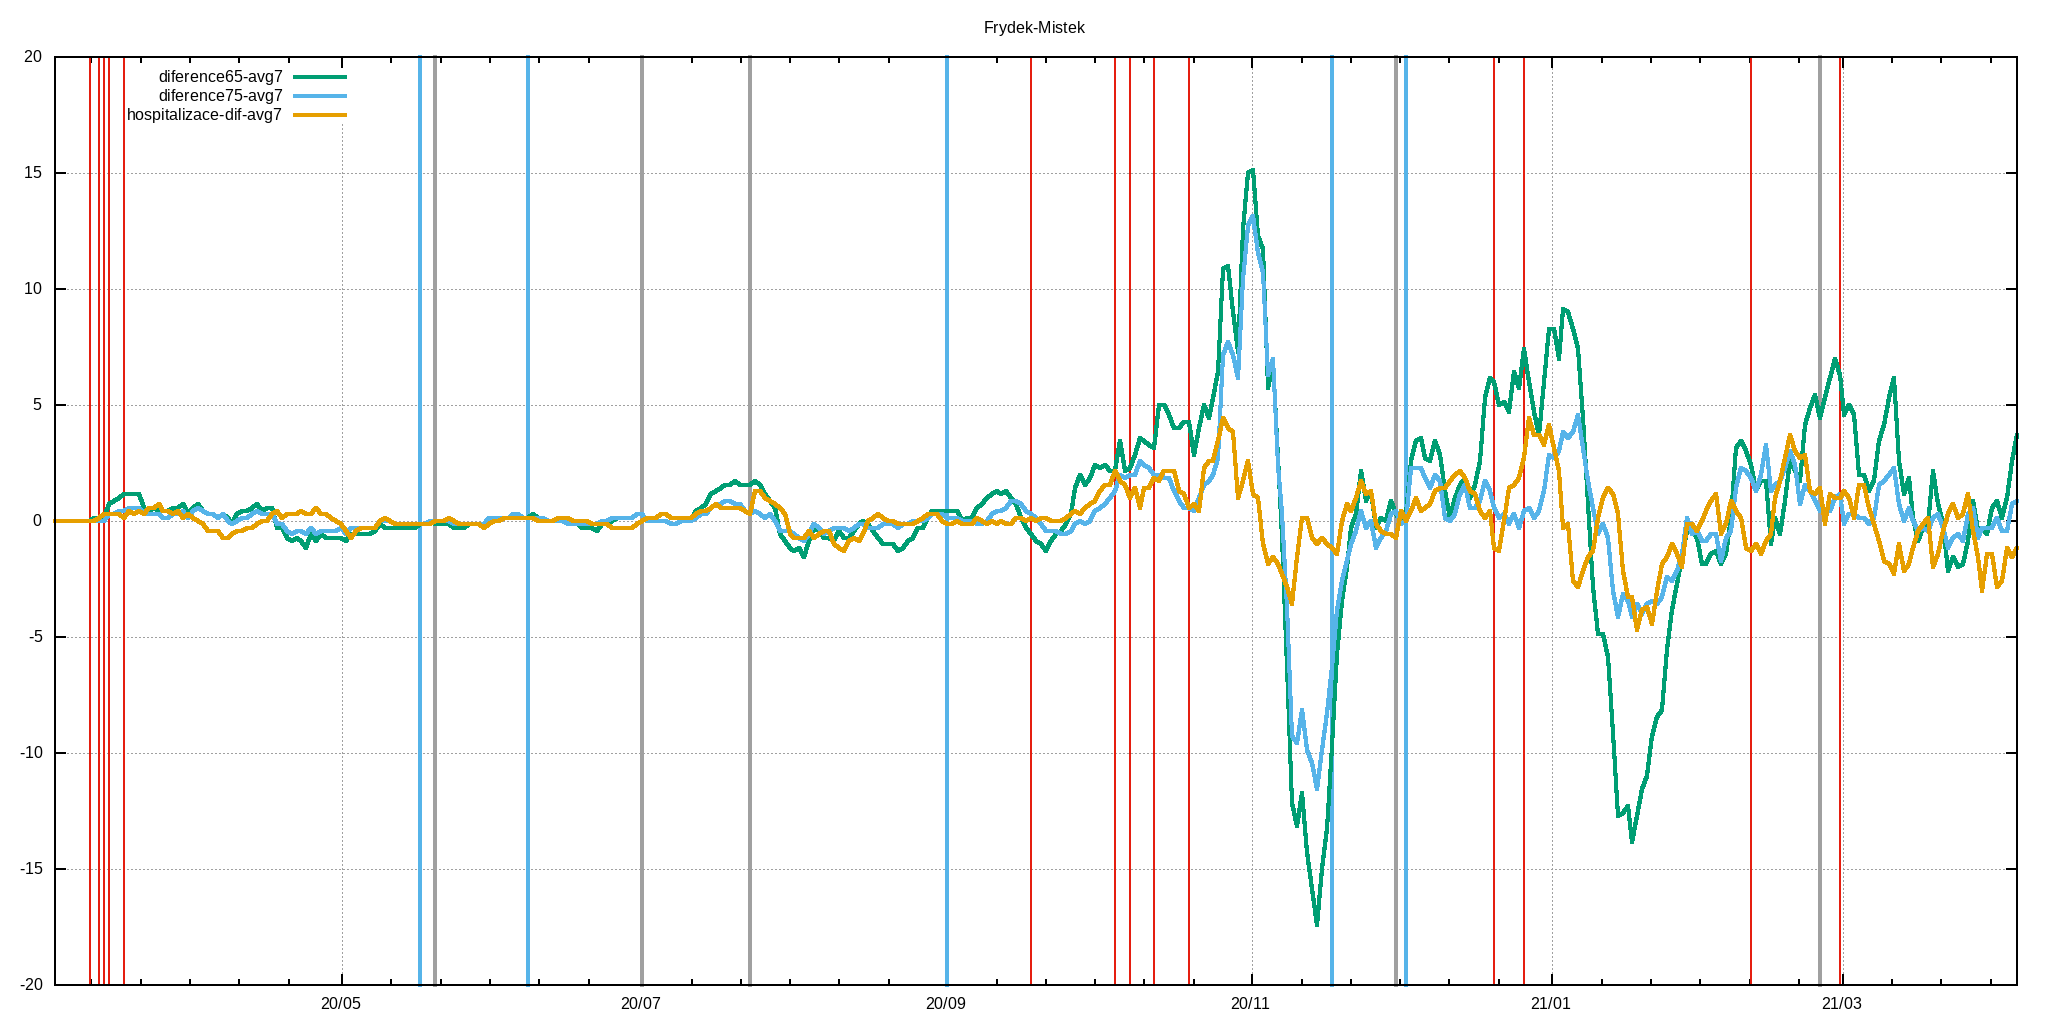 Frydek-Mistek
20
diference65-avg7
diference75-avg7
hospitalizace-dif-avg7
15
10
5
0
-5
-10
-15
-20
20/05 20/07 20/09 20/11 21/01 21/03